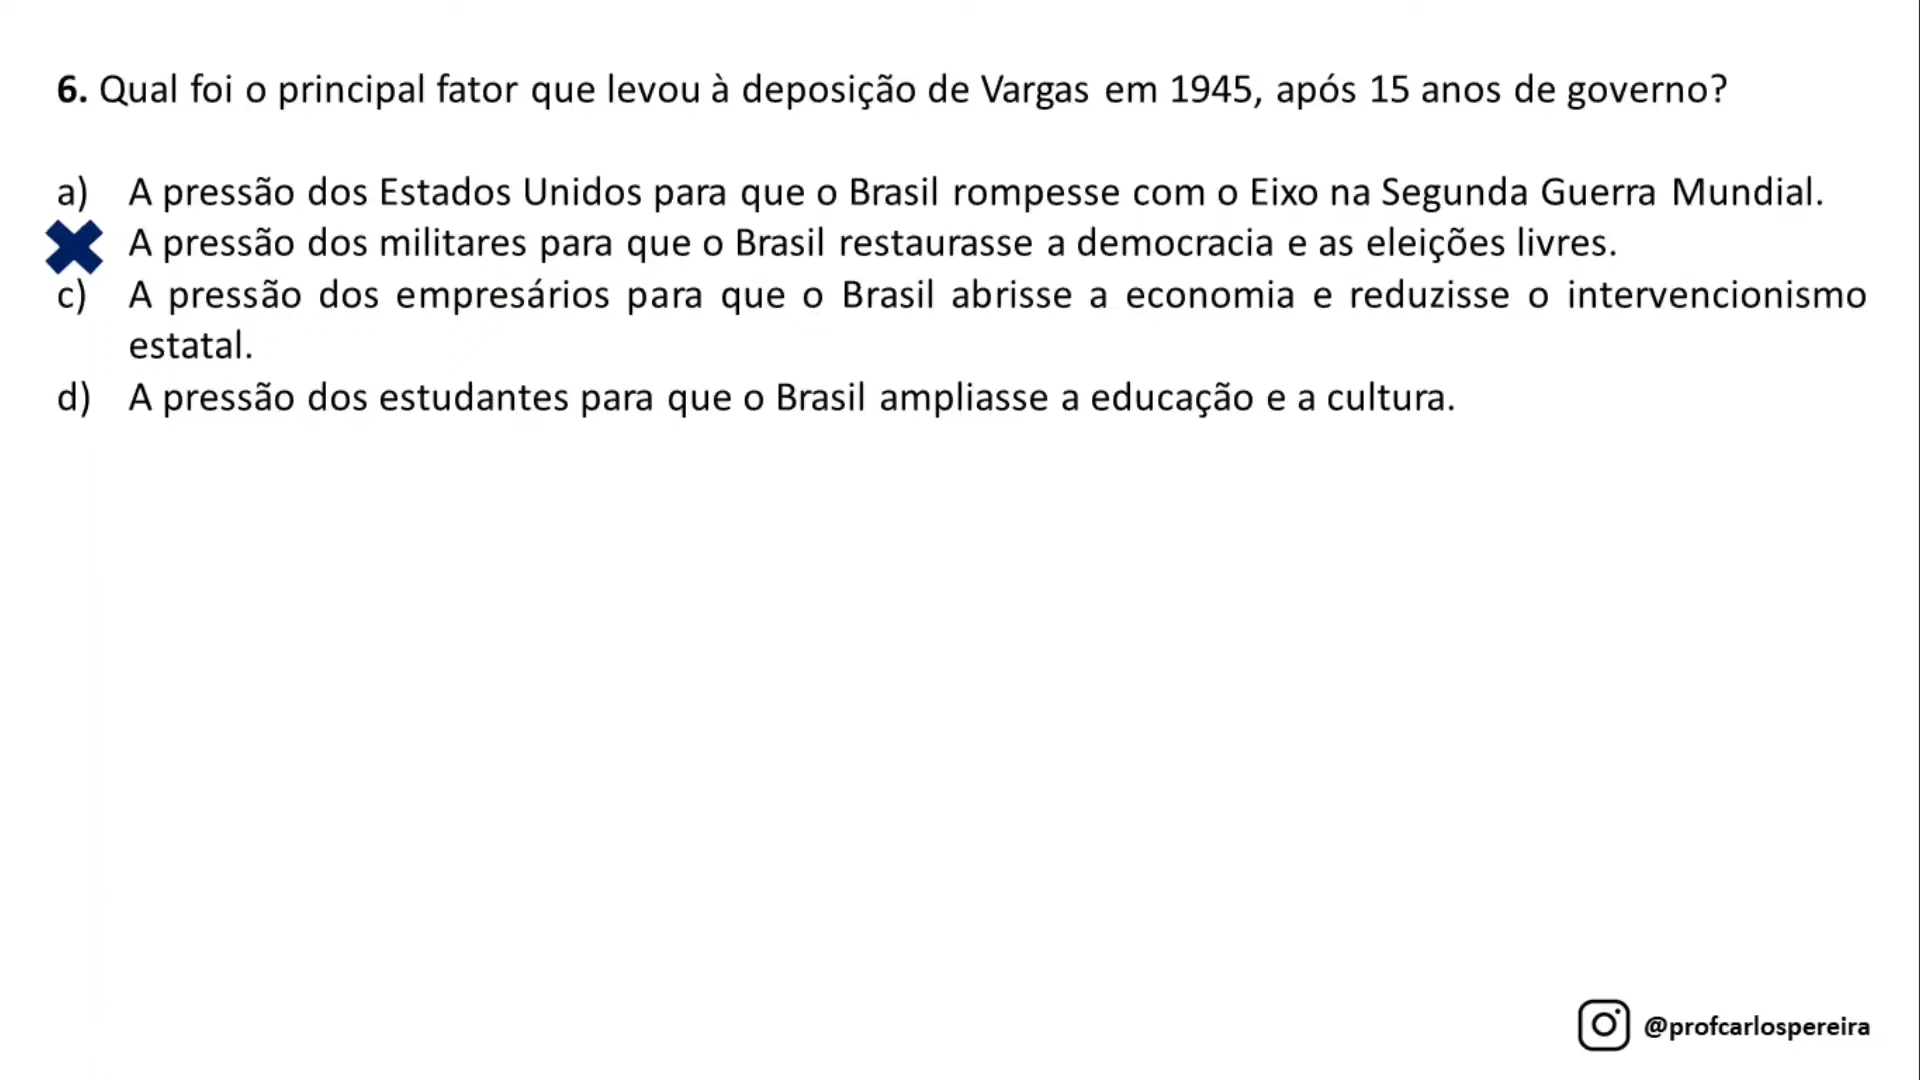 6. Qual foi o principal fator que levou à deposição de Vargas em 1945, após 15 anos de governo?
a) A pressão dos Estados Unidos para que o Brasil rompesse com o Eixo na Segunda Guerra Mundial.
A pressão dos militares para que o Brasil restaurasse a democracia e as eleições livres.
c) A pressão dos empresários para que o Brasil abrisse a economia e reduzisse o intervencionismo
estatal.
d) A pressão dos estudantes para que o Brasil ampliasse a educação e a cultura.
@profcarlospereira